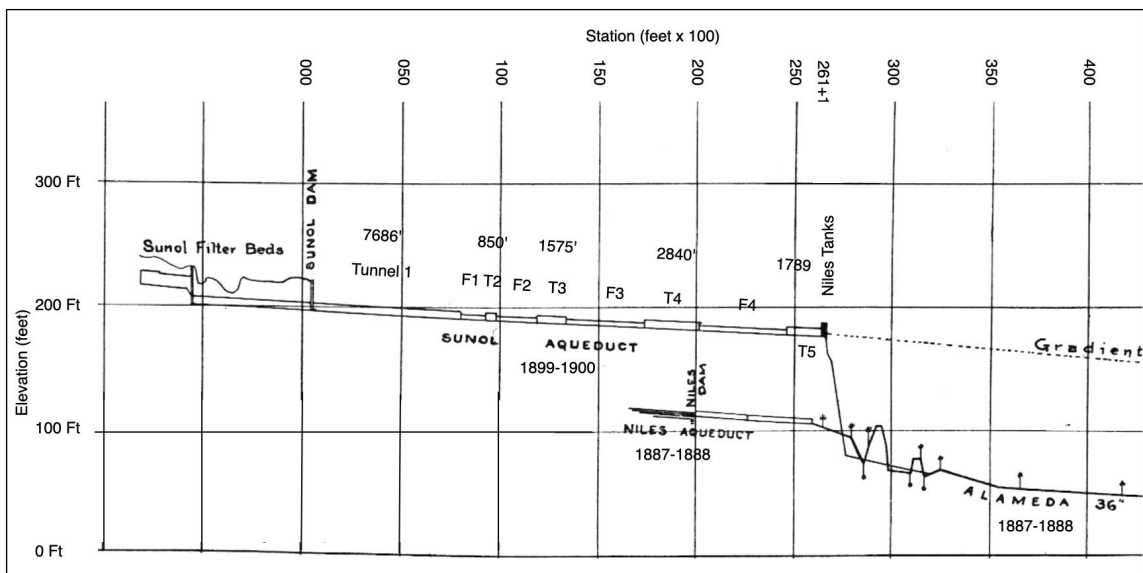 Station (feet x 100)
000
050
100
150
200
250
261+1
300
350
400
Elevation (feet)
300 Ft
200 Ft
100 Ft
0 Ft
Sunol Filter Beds
SUNOL DAM
7686'
850'
1575'
2840'
1789
Niles Tanks
Tunnel 1
F1 T2 F2 T3 F3 T4 F4
T5
SUNOL AQUEDUCT
1899-1900
Gradient
NILES DAM
NILES AQUEDUCT
1887-1888
ALAMEDA 36"
1887-1888